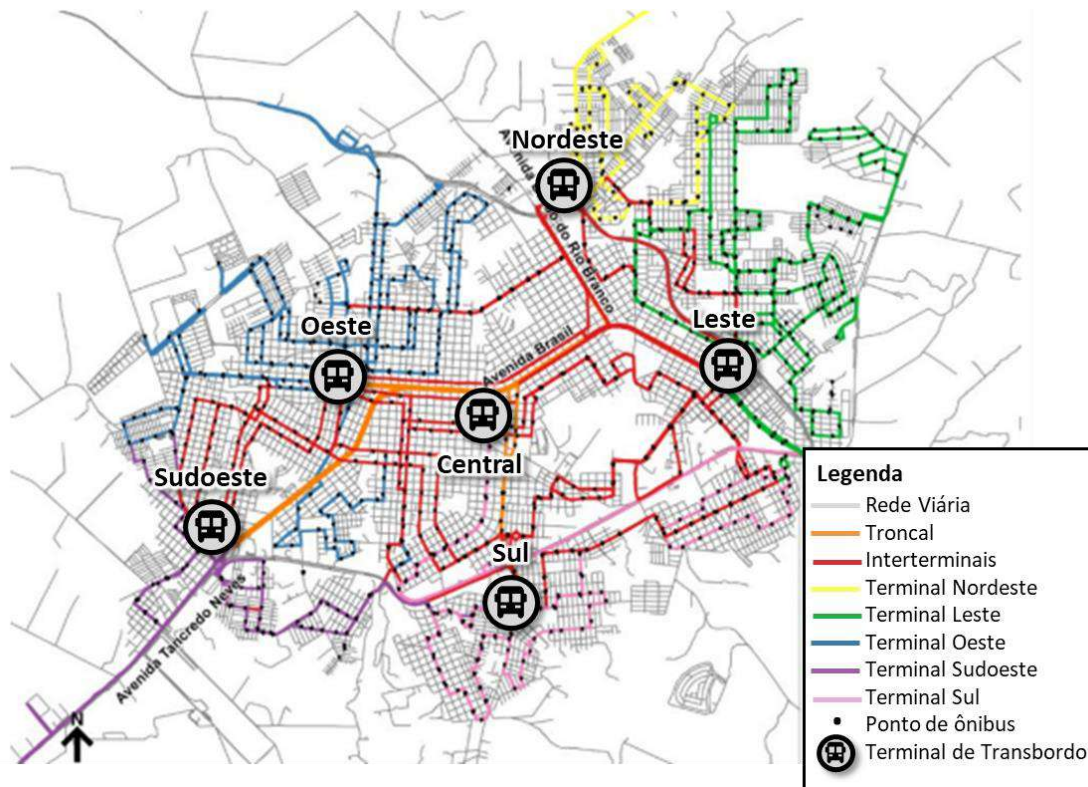 Nordeste
Avenida Barão do Rio Branco
Leste
Oeste
Avenida Brasil
Central
Sudoeste
Sul
Avenida Tancredo Neves
N
Legenda
Rede Viária
Troncal
Interterminais
Terminal Nordeste
Terminal Leste
Terminal Oeste
Terminal Sudoeste
Terminal Sul
Ponto de ônibus
Terminal de Transbordo